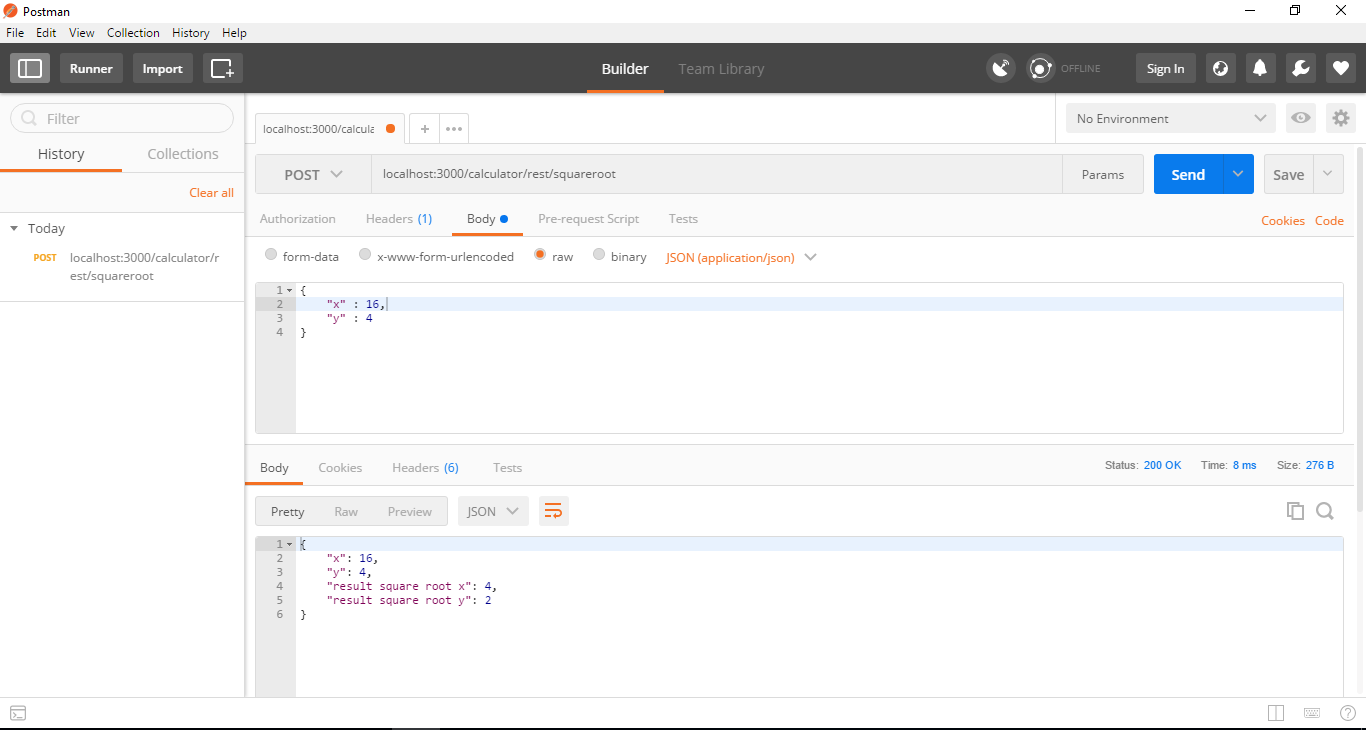 Postman
File Edit View Collection History Help
Runner Import Builder Team Library OFFLINE Sign In
Filter
History Collections
Clear all
Today
POST localhost:3000/calculator/r
est/squareroot
localhost:3000/calcula + ••• No Environment
POST localhost:3000/calculator/rest/squareroot Params Send Save
Authorization Headers (1) Body Pre-request Script Tests Cookies Code
form-data x-www-form-urlencoded raw binary JSON (application/json)
1 {
2 "x" : 16,
3 "y" : 4
4 }
Body Cookies Headers (6) Tests Status: 200 OK Time: 8 ms Size: 276 B
Pretty Raw Preview JSON
1 {
2 "x": 16,
3 "y": 4,
4 "result square root x": 4,
5 "result square root y": 2
6 }